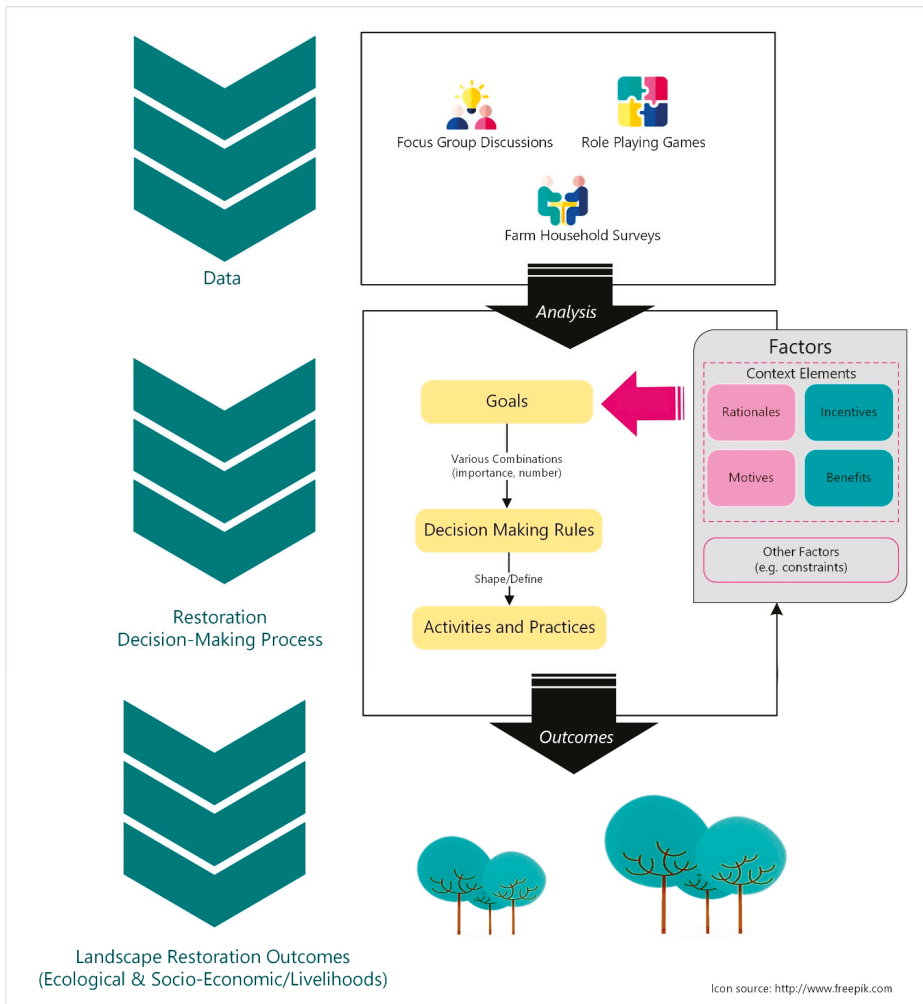 Focus Group Discussions
Role Playing Games
Farm Household Surveys
Data
Analysis
Factors
Context Elements
Rationales
Incentives
Motives
Benefits
Other Factors
(e.g. constraints)
Goals
Various Combinations
(importance, number)
Decision Making Rules
Shape/Define
Activities and Practices
Restoration
Decision-Making Process
Outcomes
Landscape Restoration Outcomes
(Ecological & Socio-Economic/Livelihoods)
Icon source: http://www.freepik.com